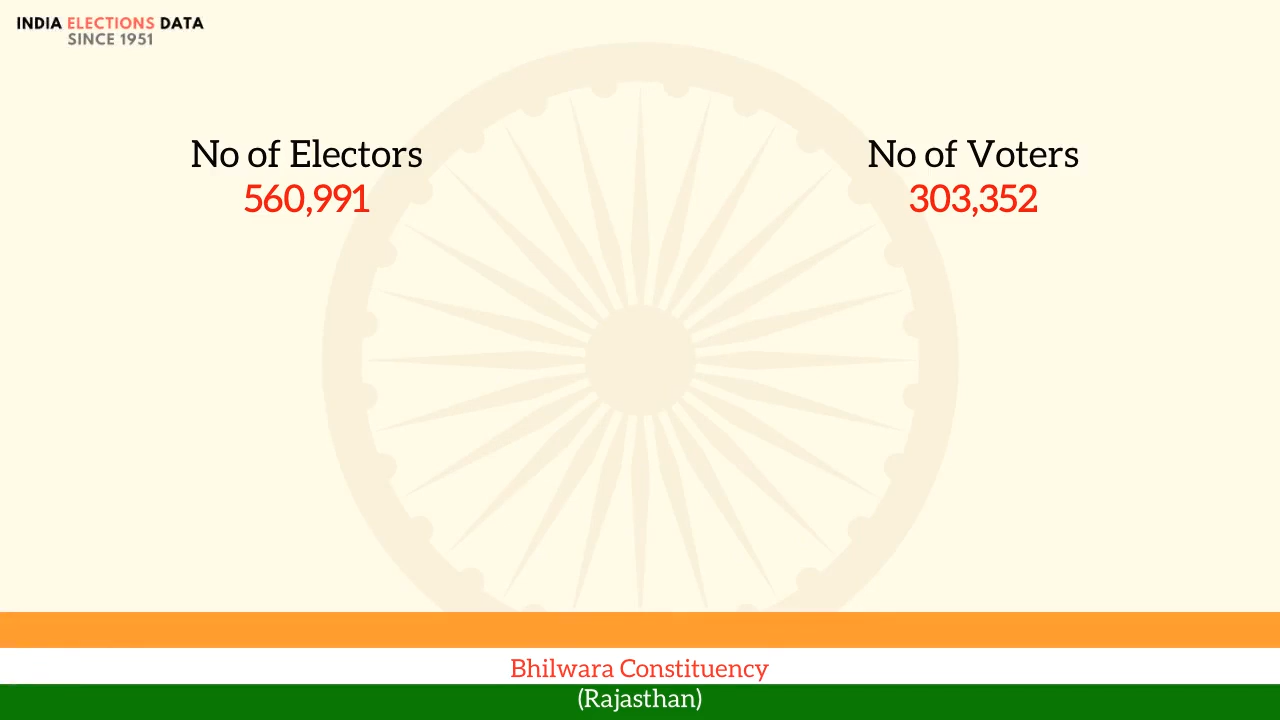 INDIA ELECTIONS DATA
SINCE 1951
No of Electors
560,991
No of Voters
303,352
Bhilwara Constituency
(Rajasthan)